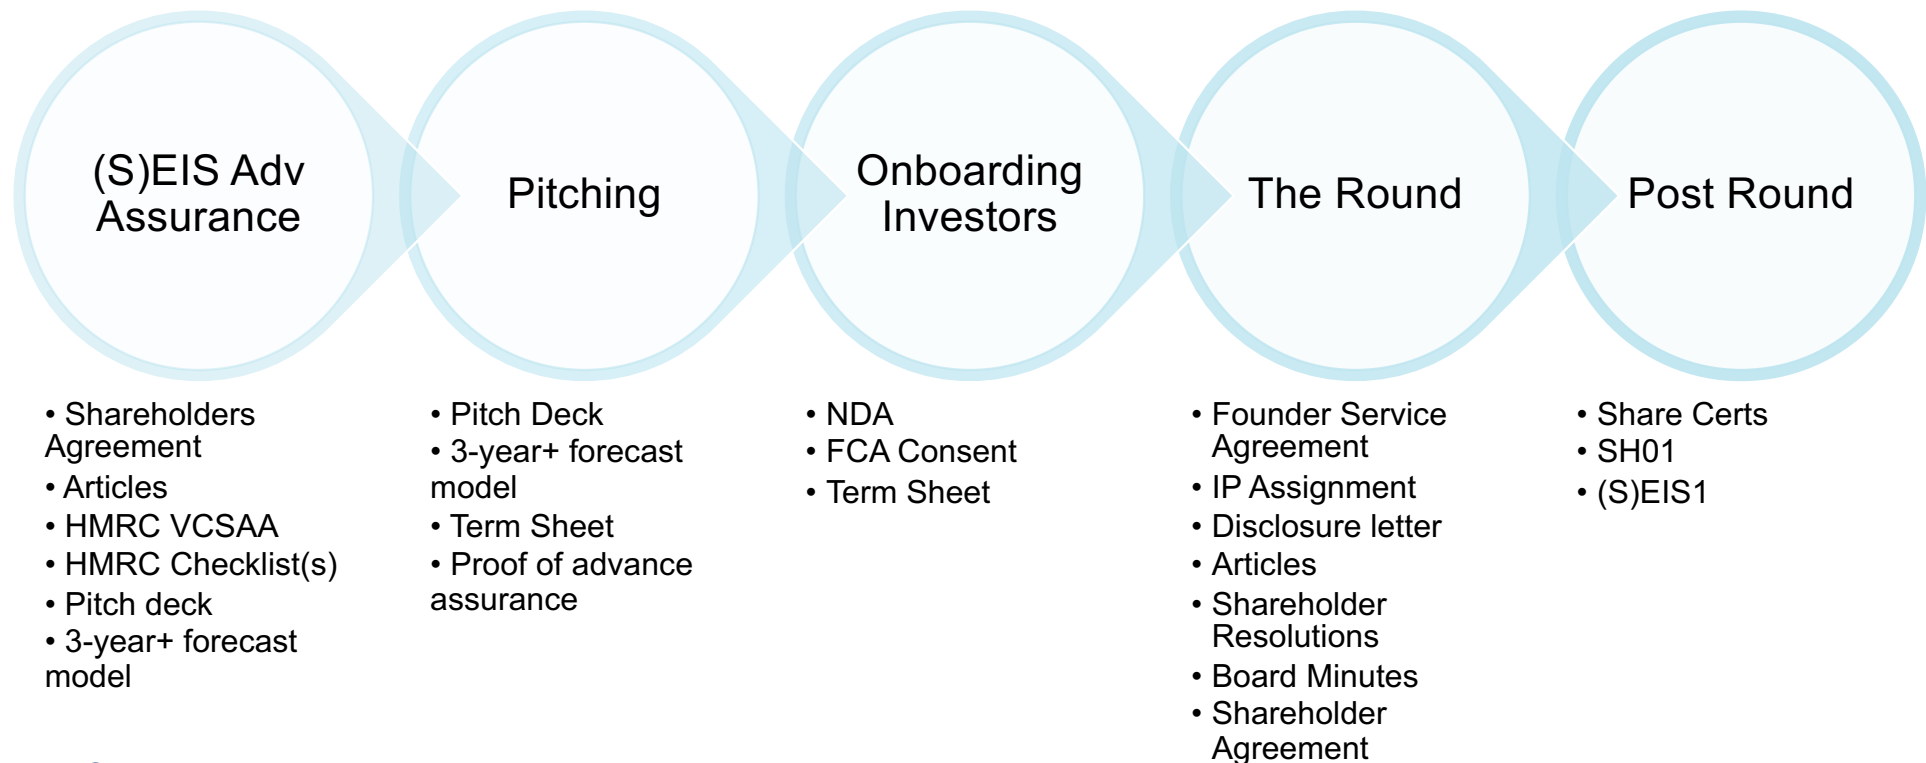 (S)EIS Adv
Assurance
Pitching
Onboarding
Investors
The Round
Post Round
• Shareholders
Agreement
• Articles
• HMRC VCSAA
• HMRC Checklist(s)
• Pitch deck
• 3-year+ forecast
model
• Pitch Deck
• 3-year+ forecast
model
• Term Sheet
• Proof of advance
assurance
• NDA
• FCA Consent
• Term Sheet
• Founder Service
Agreement
• IP Assignment
• Disclosure letter
• Articles
• Shareholder
Resolutions
• Board Minutes
• Shareholder
Agreement
• Share Certs
• SH01
• (S)EIS1